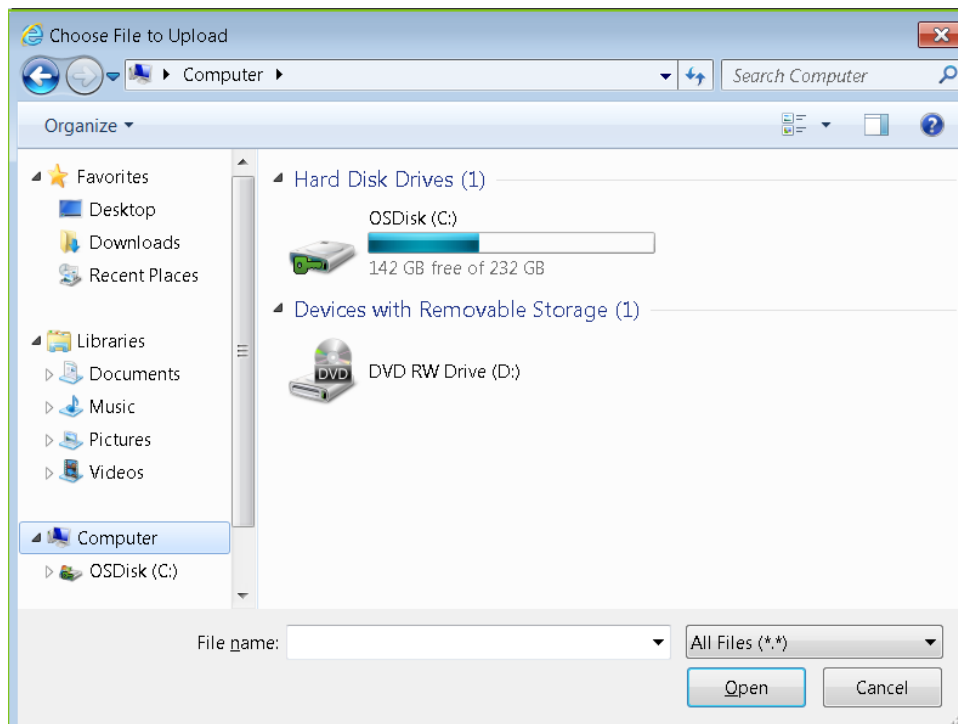 Choose File to Upload
Computer
Search Computer
Organize
Favorites
Desktop
Downloads
Recent Places
Libraries
Documents
Music
Pictures
Videos
Computer
OSDisk (C:)
Hard Disk Drives (1)
OSDisk (C:)
142 GB free of 232 GB
Devices with Removable Storage (1)
DVD
DVD RW Drive (D:)
File name:
All Files (*.*)
Open
Cancel